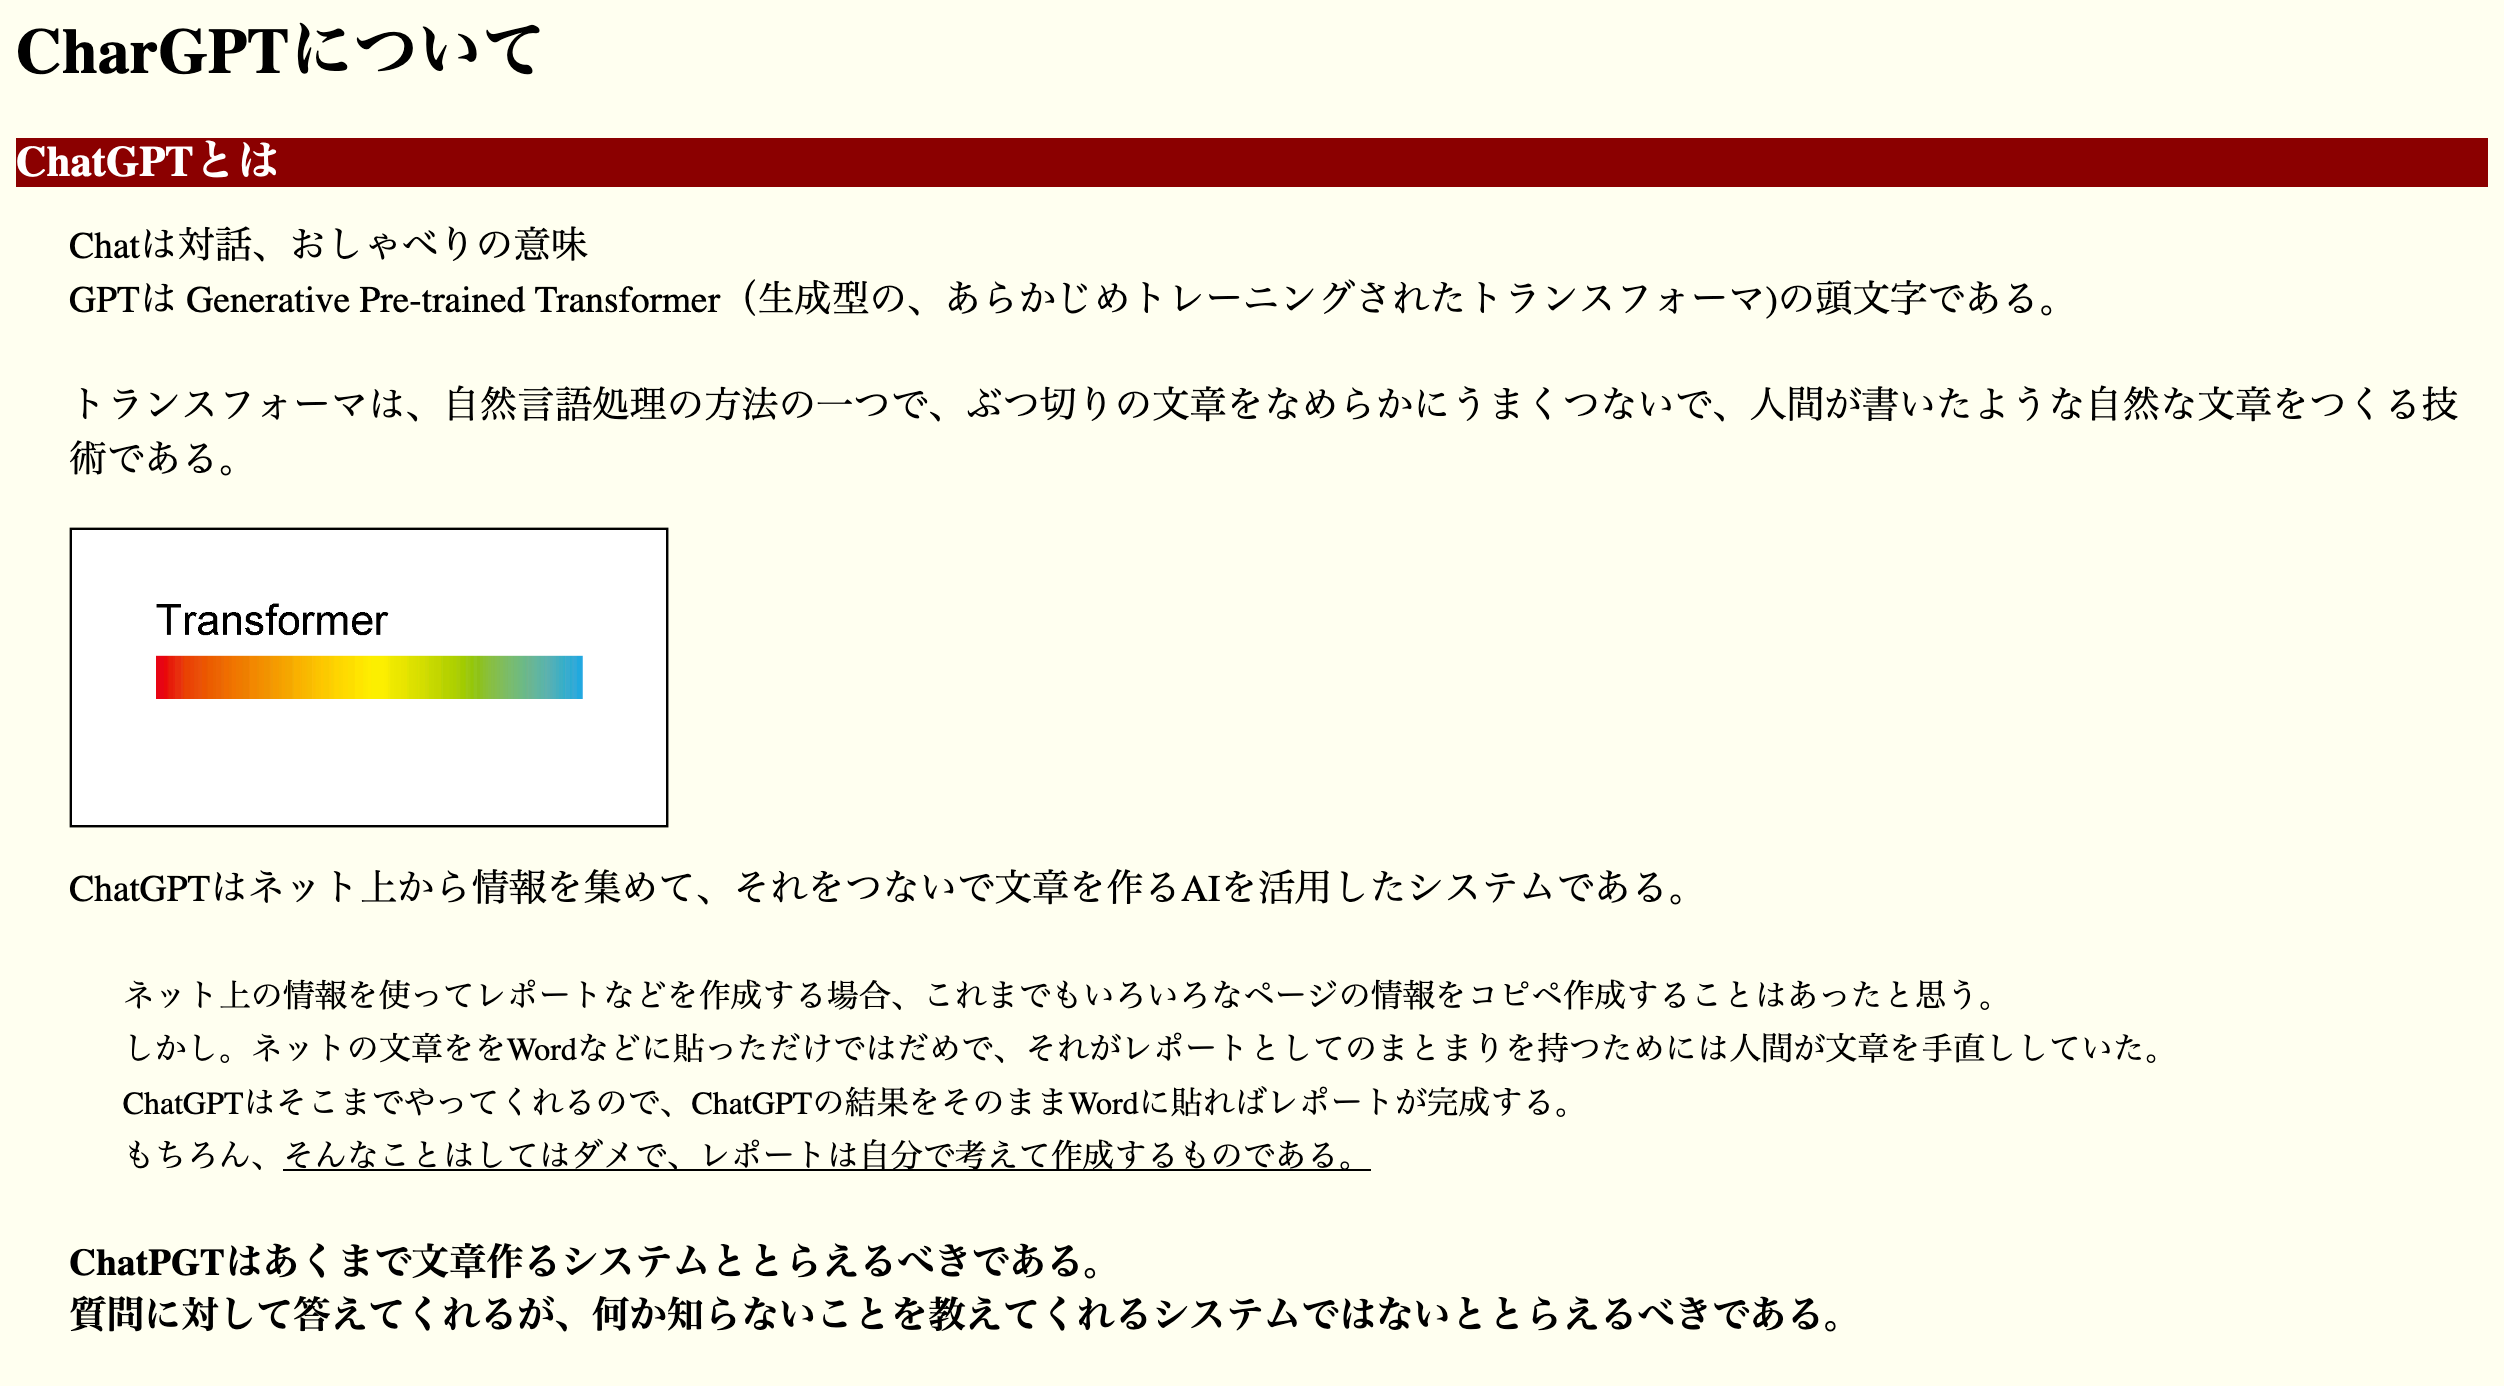 CharGPTについて
ChatGPTとは
Chatは対話、おしゃべりの意味
GPTは Generative Pre-trained Transformer（生成型の、あらかじめトレーニングされたトランスフォーマ)の頭文字である。
トランスフォーマは、自然言語処理の方法の一つで、ぶつ切りの文章をなめらかにうまくつないで、人間が書いたような自然な文章をつくる技
術である。
Transformer
ChatGPTはネット上から情報を集めて、それをつないで文章を作るAIを活用したシステムである。
ネット上の情報を使ってレポートなどを作成する場合、これまでもいろいろなページの情報をコピペ作成することはあったと思う。
しかし。ネットの文章ををWordなどに貼っただけではだめで、それがレポートとしてのまとまりを持つためには人間が文章を手直ししていた。
ChatGPTはそこまでやってくれるので、ChatGPTの結果をそのままWordに貼ればレポートが完成する。
もちろん、そんなことはしてはダメで、レポートは自分で考えて作成するものである。
ChatPGTはあくまで文章作るシステムととらえるべきである。
質問に対して答えてくれるが、何か知らないことを教えてくれるシステムではないととらえるべきである。